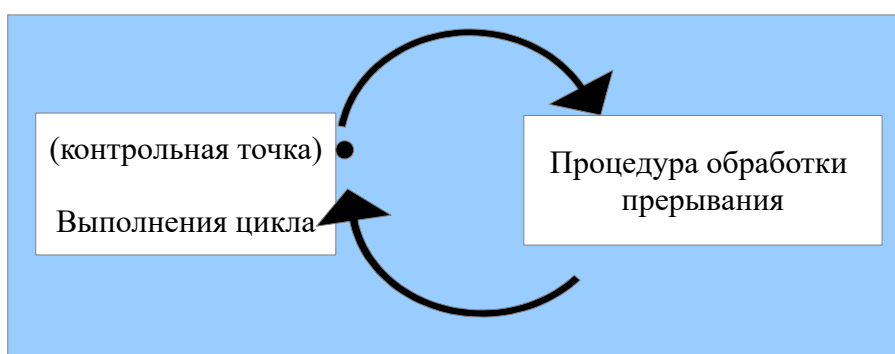 (контрольная точка)
Выполнения цикла
Процедура обработки
прерывания